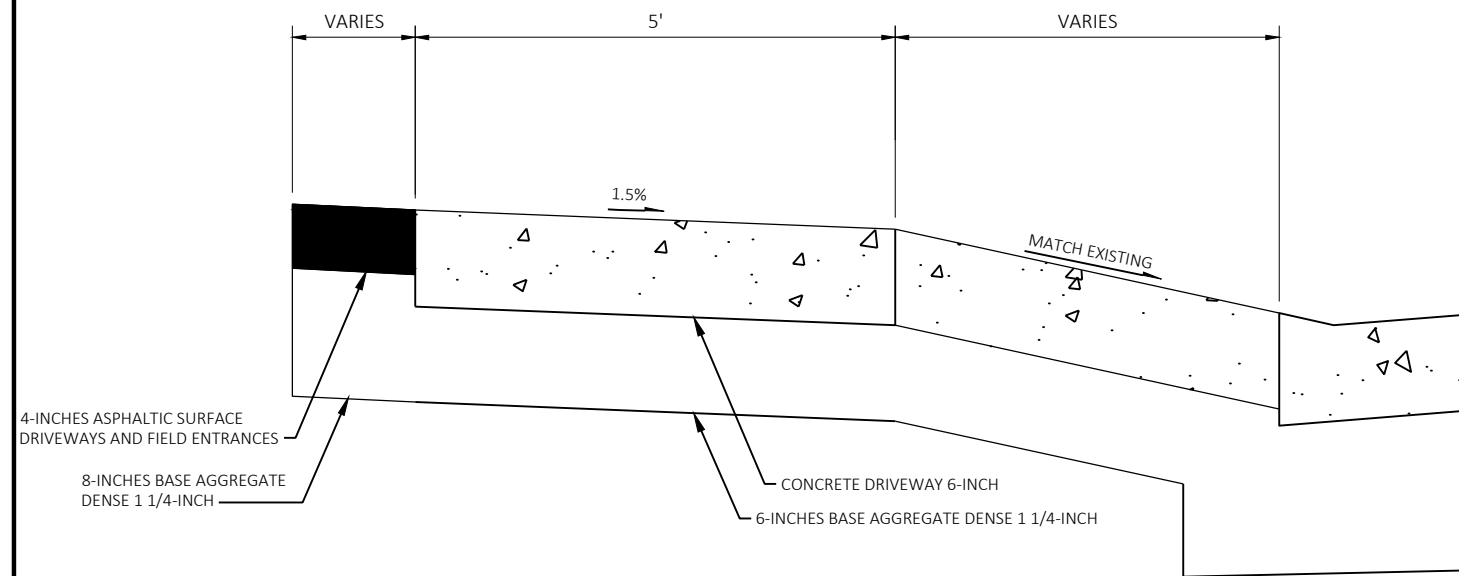 VARIES
5'
VARIES
1.5%
MATCH EXISTING
4-INCHES ASPHALTIC SURFACE
DRIVEWAYS AND FIELD ENTRANCES
8-INCHES BASE AGGREGATE
DENSE 1 1/4-INCH
CONCRETE DRIVEWAY 6-INCH
6-INCHES BASE AGGREGATE DENSE 1 1/4-INCH